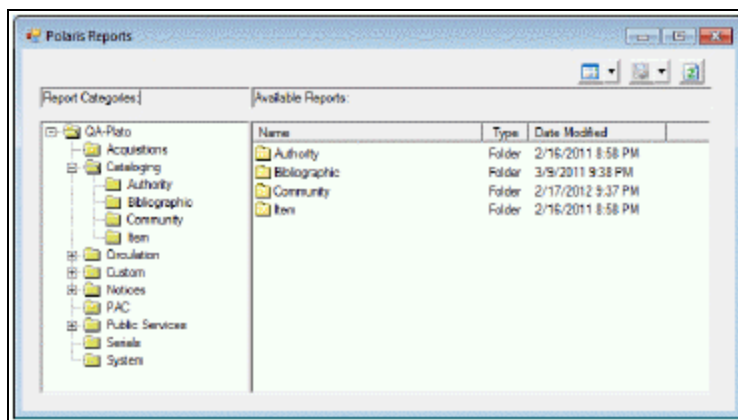 Polaris Reports
Report Categories:
Available Reports:
QA-Plato
Acquisitions
Cataloging
Authority
Bibliographic
Community
Item
Circulation
Custom
Notices
PAC
Public Services
Serials
System
Name Type Date Modified
Authority Folder 2/16/2011 8:58 PM
Bibliographic Folder 3/9/2011 9:38 PM
Community Folder 2/17/2012 9:37 PM
Item Folder 2/16/2011 8:58 PM